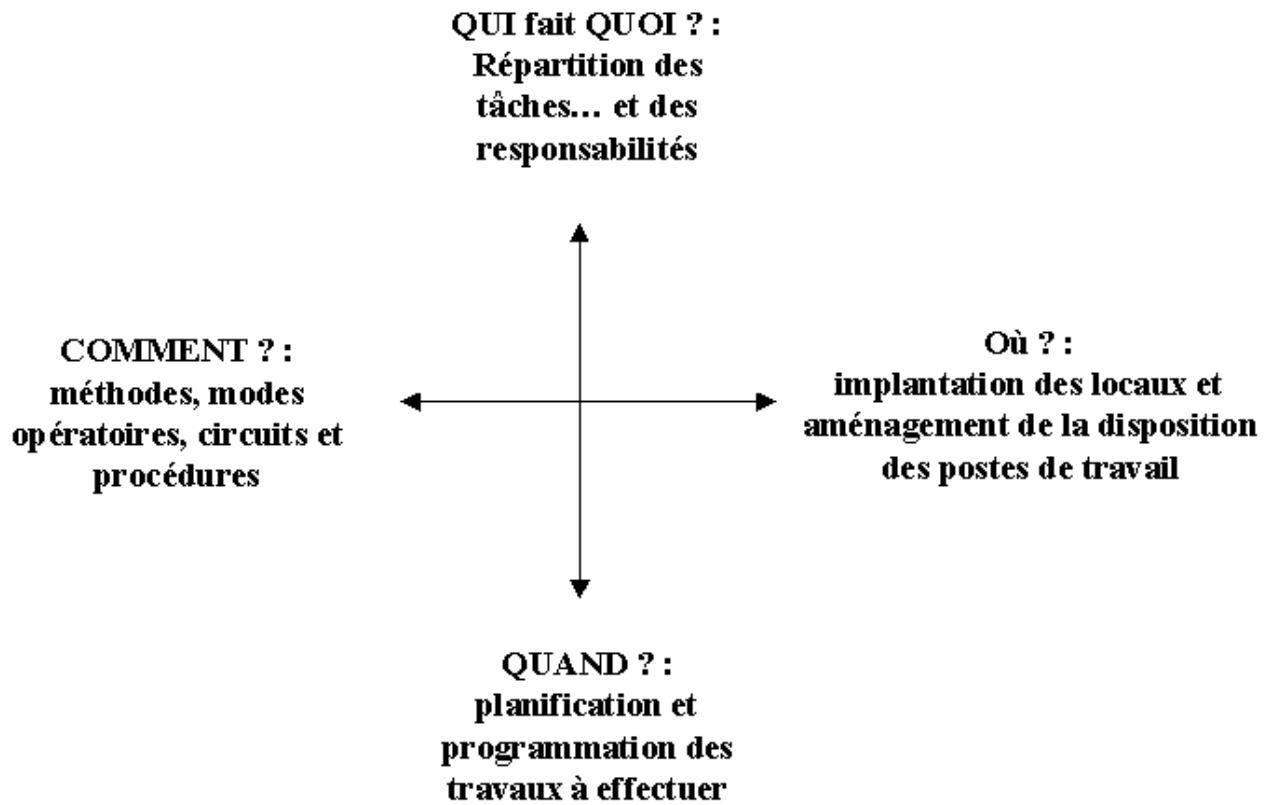 QUI fait QUOI ? :
Répartition des
tâches... et des
responsabilités
COMMENT ? :
méthodes, modes
opératoires, circuits et
procédures
Où ? :
implantation des locaux et
aménagement de la disposition
des postes de travail
QUAND ? :
planification et
programmation des
travaux à effectuer